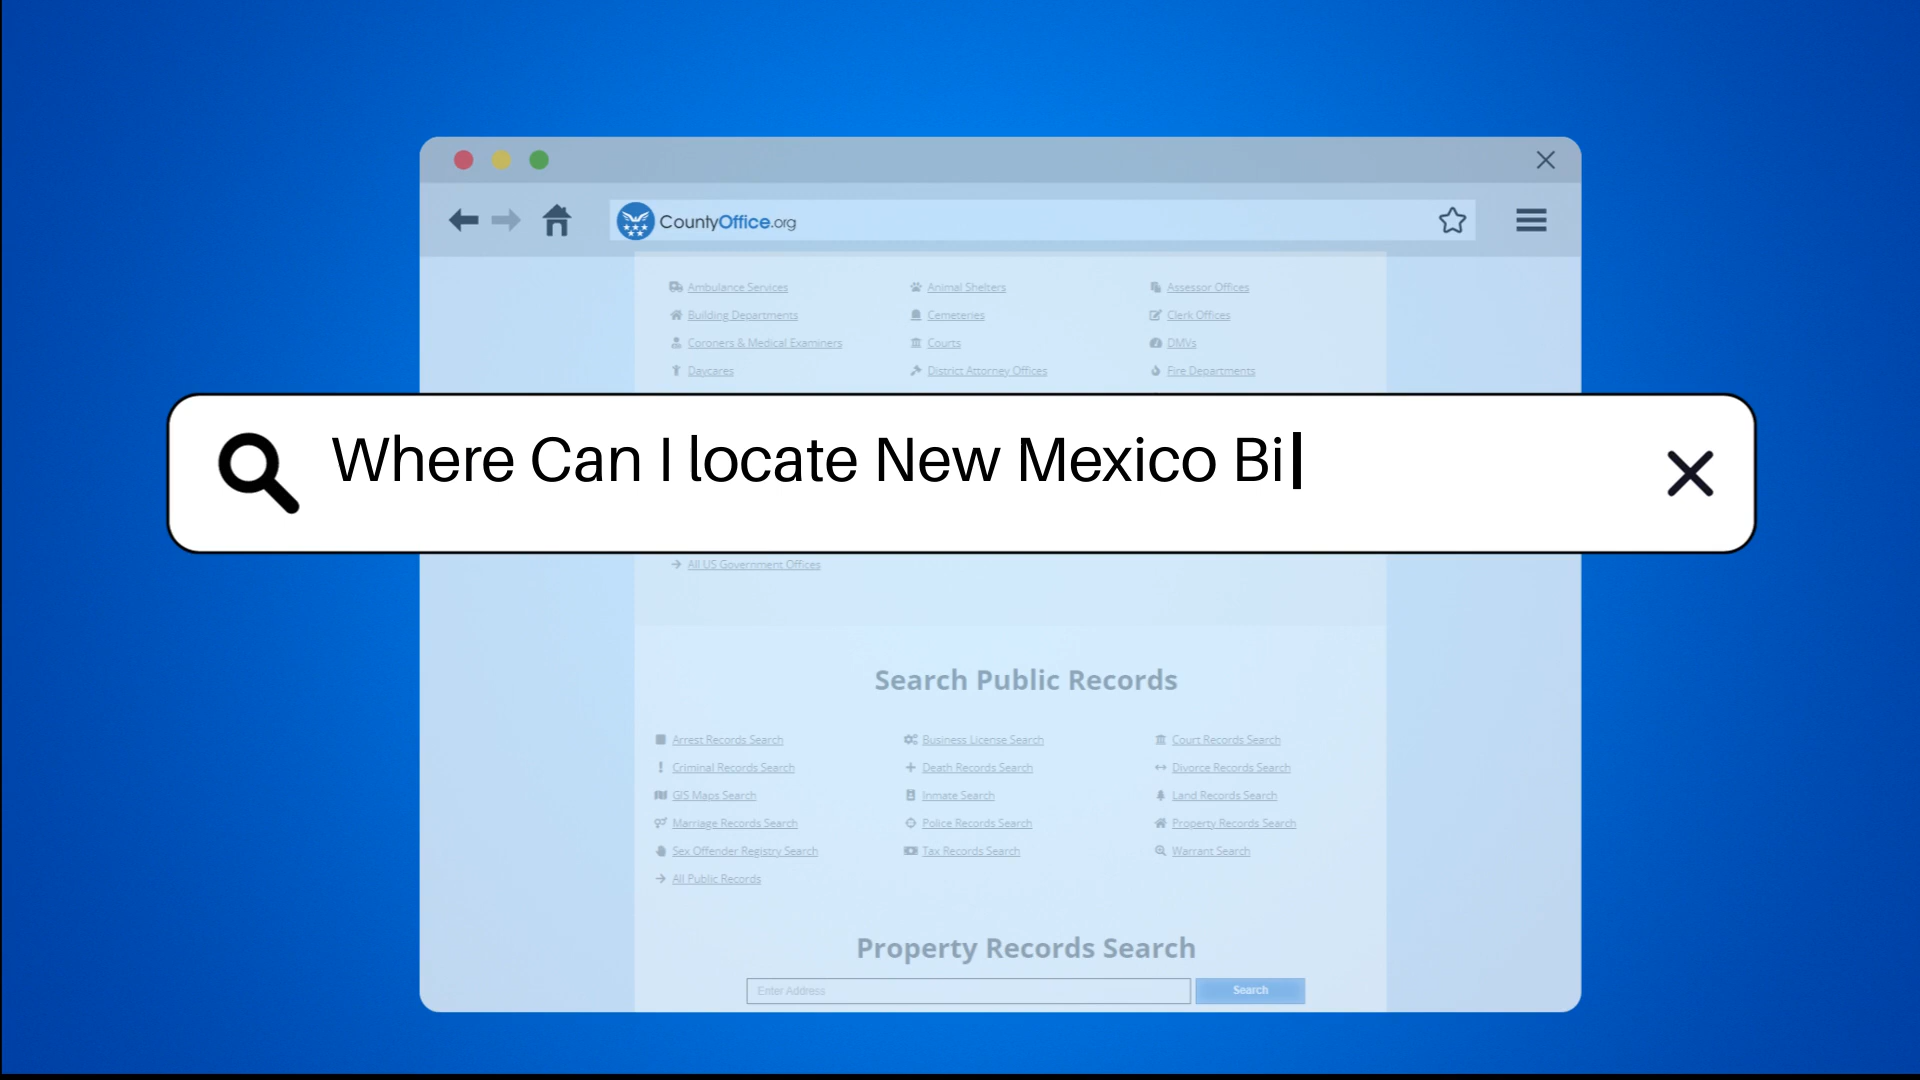 CountyOffice.org
Ambulance Services Animal Shelters Assessor Offices
Building Departments Cemeteries Clerk Offices
Coroners & Medical Examiners Courts DMVs
Daycares District Attorney Offices Fire Departments
Where Can I locate New Mexico Bi
All US Government Offices
Search Public Records
Arrest Records Search Business License Search Court Records Search
Criminal Records Search Death Records Search Divorce Records Search
GIS Maps Search Inmate Search Land Records Search
Marriage Records Search Police Records Search Property Records Search
Sex Offender Registry Search Tax Records Search Warrant Search
All Public Records
Property Records Search
Enter Address Search